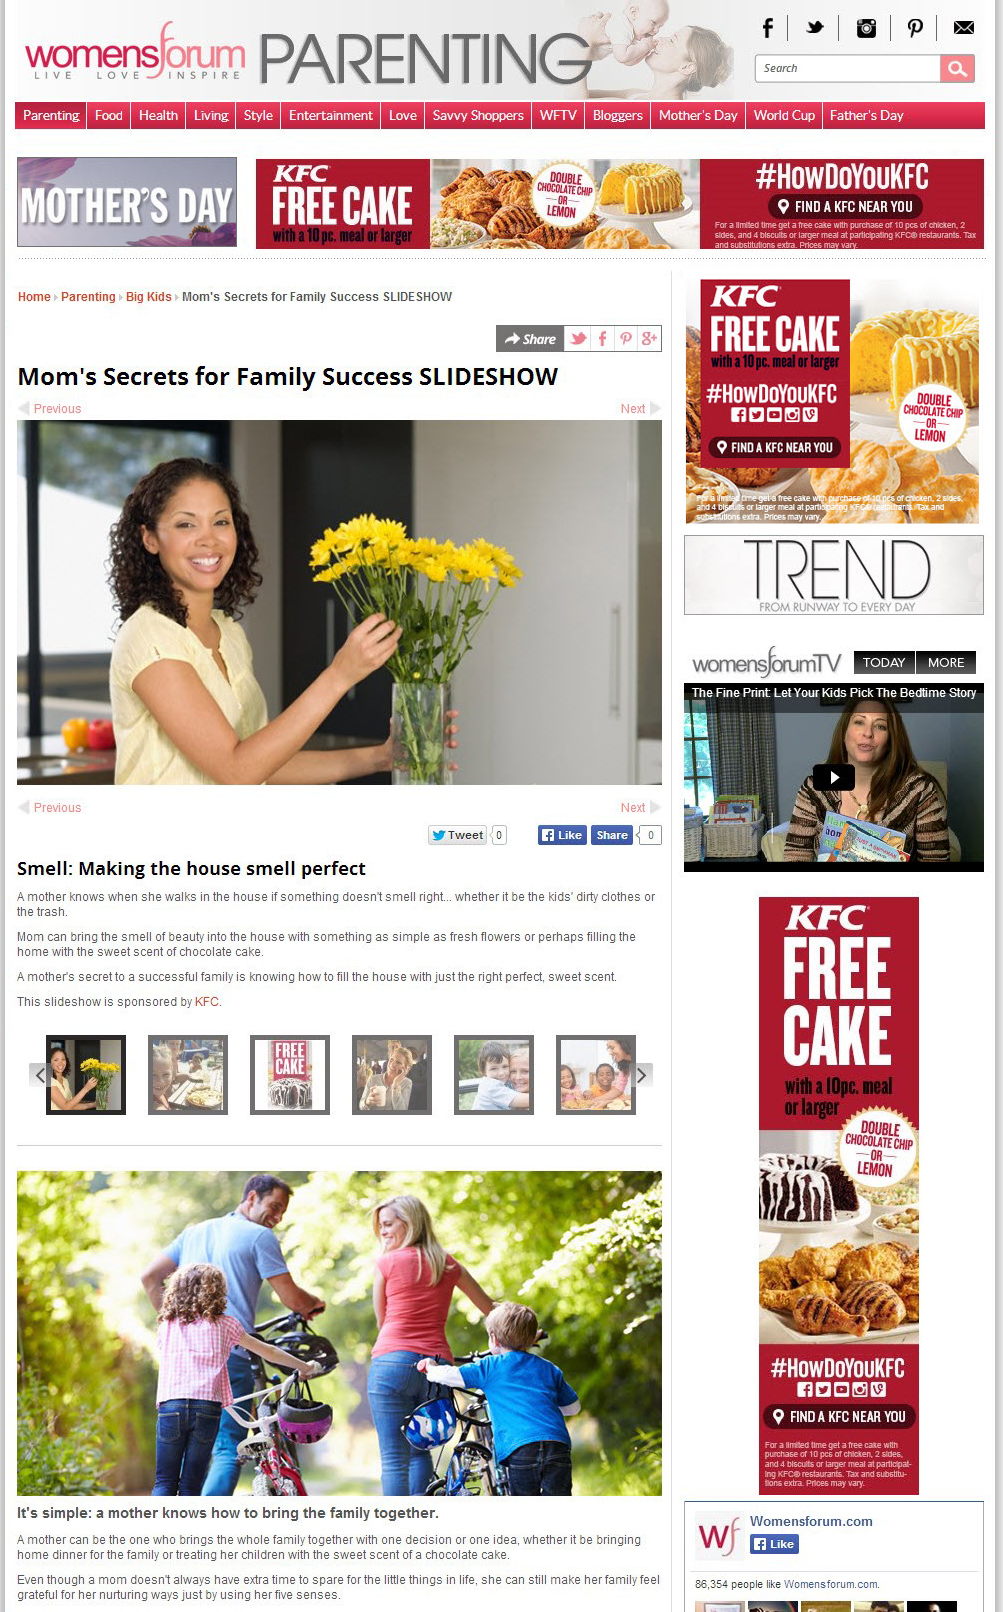 womensforum
LIVE LOVE INSPIRE
PARENTING
Search
Parenting Food Health Living Style Entertainment Love Savvy Shoppers WFTV Bloggers Mother's Day World Cup Father's Day
MOTHER'S DAY
KFC
FREE CAKE
with a 10 pc. meal or larger
DOUBLE
CHOCOLATE CHIP
-OR-
LEMON
#HowDoYouKFC
FIND A KFC NEAR YOU
For a limited time get a free cake with purchase of 10 pcs of chicken, 2
sides, and 4 biscuits or larger meal at participating KFC® restaurants. Tax
and substitutions extra. Prices may vary.
Home Parenting Big Kids Mom's Secrets for Family Success SLIDESHOW
Share
Mom's Secrets for Family Success SLIDESHOW
Previous Next
Previous Next
Tweet 0 Like Share 0
Smell: Making the house smell perfect
A mother knows when she walks in the house if something doesn't smell right... whether it be the kids' dirty clothes or
the trash.
Mom can bring the smell of beauty into the house with something as simple as fresh flowers or perhaps filling the
home with the sweet scent of chocolate cake.
A mother's secret to a successful family is knowing how to fill the house with just the right perfect, sweet scent.
This slideshow is sponsored by KFC.
FREE
CAKE
It's simple: a mother knows how to bring the family together.
A mother can be the one who brings the whole family together with one decision or one idea, whether it be bringing
home dinner for the family or treating her children with the sweet scent of a chocolate cake.
Even though a mom doesn't always have extra time to spare for the little things in life, she can still make her family feel
grateful for her nurturing ways just by using her five senses.
KFC
FREE CAKE
with a 10 pc. meal or larger
#HowDoYouKFC
FIND A KFC NEAR YOU
DOUBLE
CHOCOLATE CHIP
-OR-
LEMON
For a limited time get a free cake with purchase of 10 pcs of chicken, 2 sides,
and 4 biscuits or larger meal at participating KFC® restaurants. Tax and
substitutions extra. Prices may vary.
TREND
FROM RUNWAY TO EVERY DAY
womensforumTV TODAY MORE
The Fine Print: Let Your Kids Pick The Bedtime Story
KFC
FREE
CAKE
with a 10pc. meal
or larger
DOUBLE
CHOCOLATE CHIP
-OR-
LEMON
#HowDoYouKFC
FIND A KFC NEAR YOU
For a limited time get a free cake with
purchase of 10 pcs of chicken, 2 sides,
and 4 biscuits or larger meal at participat-
ing KFC® restaurants. Tax and substitu-
tions extra. Prices may vary.
Wf
Womensforum.com
Like
86,354 people like Womensforum.com.